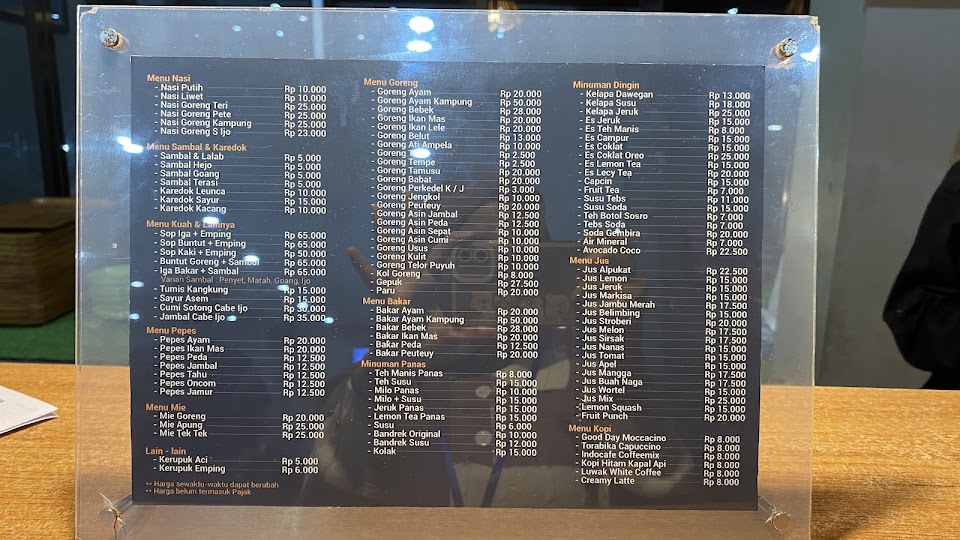 Menu Nasi
- Nasi Putih Rp 10.000
- Nasi Liwet Rp 10.000
- Nasi Goreng Teri Rp 25.000
- Nasi Goreng Pete Rp 25.000
- Nasi Goreng Kampung Rp 25.000
- Nasi Goreng S Ijo Rp 23.000
Menu Sambal & Karedok
- Sambal & Lalab Rp 5.000
- Sambal Hejo Rp 5.000
- Sambal Goang Rp 5.000
- Sambal Terasi Rp 5.000
- Karedok Leunca Rp 10.000
- Karedok Sayur Rp 15.000
- Karedok Kacang Rp 10.000
Menu Kuah & Lainnya
- Sop Iga + Emping Rp 65.000
- Sop Buntut + Emping Rp 65.000
- Sop Kaki + Emping Rp 50.000
- Buntut Goreng + Sambal Rp 65.000
- Iga Bakar + Sambal Rp 65.000
Varian Sambal : Penyet, Matah, Goang, Ijo
- Tumis Kangkung Rp 15.000
- Sayur Asem Rp 15.000
- Cumi Sotong Cabe Ijo Rp 30.000
- Jambal Cabe Ijo Rp 35.000
Menu Pepes
- Pepes Ayam Rp 20.000
- Pepes Ikan Mas Rp 20.000
- Pepes Peda Rp 12.500
- Pepes Jambal Rp 12.500
- Pepes Tahu Rp 12.500
- Pepes Oncom Rp 12.500
- Pepes Jamur Rp 12.500
Menu Mie
- Mie Goreng Rp 20.000
- Mie Apung Rp 25.000
- Mie Tek Tek Rp 25.000
Lain - lain
- Kerupuk Aci Rp 5.000
- Kerupuk Emping Rp 6.000
** Harga sewaktu-waktu dapat berubah
** Harga belum termasuk Pajak
Menu Goreng
- Goreng Ayam Rp 20.000
- Goreng Ayam Kampung Rp 50.000
- Goreng Bebek Rp 28.000
- Goreng Ikan Mas Rp 20.000
- Goreng Ikan Lele Rp 20.000
- Goreng Belut Rp 13.000
- Goreng Ati Ampela Rp 10.000
- Goreng Rp 2.500
- Goreng Tempe Rp 2.500
- Goreng Tamusu Rp 20.000
- Goreng Babat Rp 20.000
- Goreng Perkedel K / J Rp 3.000
- Goreng Jengkol Rp 10.000
- Goreng Peuteuy Rp 20.000
- Goreng Asin Jambal Rp 12.500
- Goreng Asin Peda Rp 12.500
- Goreng Asin Sepat Rp 10.000
- Goreng Asin Cumi Rp 10.000
- Goreng Usus Rp 10.000
- Goreng Kulit Rp 10.000
- Goreng Telor Puyuh Rp 10.000
- Kol Goreng Rp 8.000
- Gepuk Rp 27.500
- Paru Rp 20.000
Menu Bakar
- Bakar Ayam Rp 20.000
- Bakar Ayam Kampung Rp 50.000
- Bakar Bebek Rp 28.000
- Bakar Ikan Mas Rp 20.000
- Bakar Peda Rp 12.500
- Bakar Peuteuy Rp 20.000
Minuman Panas
- Teh Manis Panas Rp 8.000
- Teh Susu Rp 15.000
- Milo Panas Rp 10.000
- Milo + Susu Rp 15.000
- Jeruk Panas Rp 15.000
- Lemon Tea Panas Rp 15.000
- Susu Rp 6.000
- Bandrek Original Rp 10.000
- Bandrek Susu Rp 12.000
- Kolak Rp 15.000
Minuman Dingin
- Kelapa Dawegan Rp 13.000
- Kelapa Susu Rp 18.000
- Kelapa Jeruk Rp 25.000
- Es Jeruk Rp 15.000
- Es Teh Manis Rp 8.000
- Es Campur Rp 15.000
- Es Coklat Rp 15.000
- Es Coklat Oreo Rp 25.000
- Es Lemon Tea Rp 15.000
- Es Lecy Tea Rp 20.000
- Capcin Rp 15.000
- Fruit Tea Rp 7.000
- Susu Tebs Rp 11.000
- Susu Soda Rp 15.000
- Teh Botol Sosro Rp 7.000
- Tebs Soda Rp 7.000
- Soda Gembira Rp 20.000
- Air Mineral Rp 7.000
- Avocado Coco Rp 22.500
Menu Jus
- Jus Alpukat Rp 22.500
- Jus Lemon Rp 15.000
- Jus Jeruk Rp 15.000
- Jus Markisa Rp 15.000
- Jus Jambu Merah Rp 17.500
- Jus Belimbing Rp 15.000
- Jus Stroberi Rp 20.000
- Jus Melon Rp 17.500
- Jus Sirsak Rp 17.500
- Jus Nanas Rp 15.000
- Jus Tomat Rp 15.000
- Jus Apel Rp 15.000
- Jus Mangga Rp 17.500
- Jus Buah Naga Rp 17.500
- Jus Wortel Rp 15.000
- Jus Mix Rp 25.000
- Lemon Squash Rp 15.000
- Fruit Punch Rp 20.000
Menu Kopi
- Good Day Moccacino Rp 8.000
- Torabika Capuccino Rp 8.000
- Indocafe Coffeemix Rp 8.000
- Kopi Hitam Kapal Api Rp 8.000
- Luwak White Coffee Rp 8.000
- Creamy Latte Rp 8.000